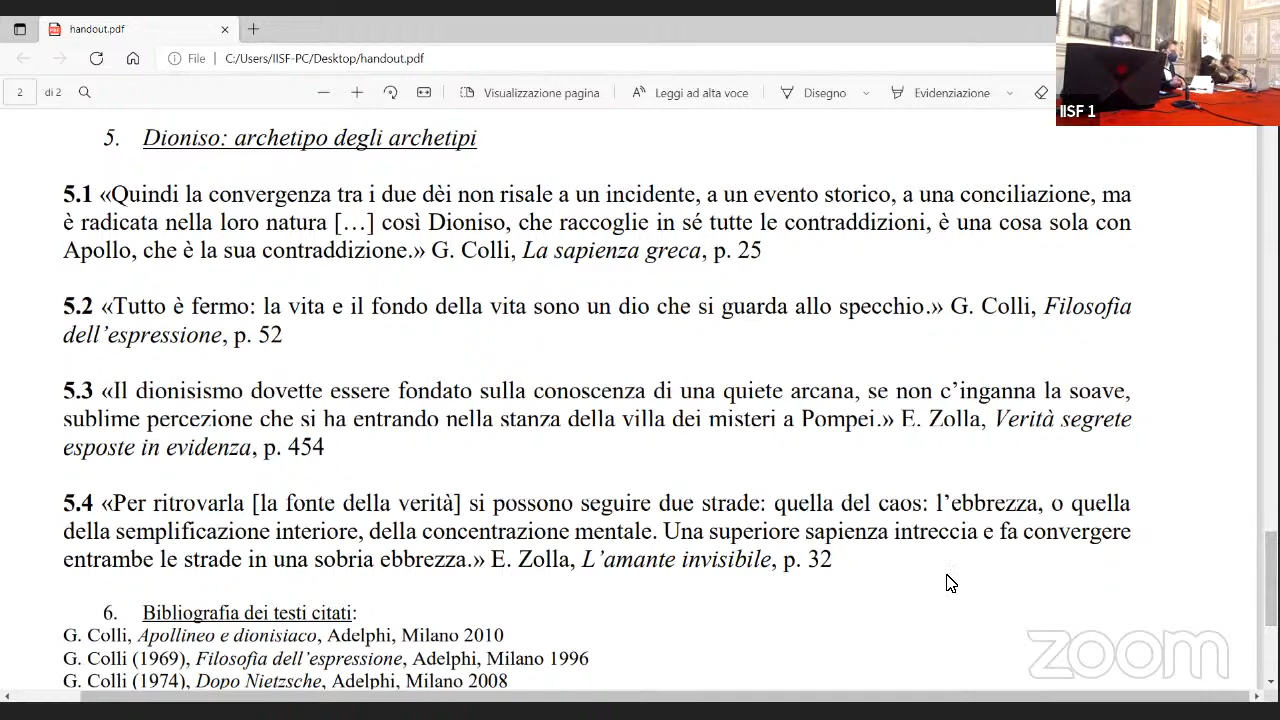 handout.pdf
File
C:/Users/IISF-PC/Desktop/handout.pdf
2
di 2
Visualizzazione pagina
Leggi ad alta voce
Disegno
Evidenziazione
IISF 1
5. Dioniso: archetipo degli archetipi
5.1 «Quindi la convergenza tra i due dèi non risale a un incidente, a un evento storico, a una conciliazione, ma
è radicata nella loro natura […] così Dioniso, che raccoglie in sé tutte le contraddizioni, è una cosa sola con
Apollo, che è la sua contraddizione.» G. Colli, La sapienza greca, p. 25
5.2 «Tutto è fermo: la vita e il fondo della vita sono un dio che si guarda allo specchio.» G. Colli, Filosofia
dell’espressione, p. 52
5.3 «Il dionisismo dovette essere fondato sulla conoscenza di una quiete arcana, se non c’inganna la soave,
sublime percezione che si ha entrando nella stanza della villa dei misteri a Pompei.» E. Zolla, Verità segrete
esposte in evidenza, p. 454
5.4 «Per ritrovarla [la fonte della verità] si possono seguire due strade: quella del caos: l’ebbrezza, o quella
della semplificazione interiore, della concentrazione mentale. Una superiore sapienza intreccia e fa convergere
entrambe le strade in una sobria ebbrezza.» E. Zolla, L’amante invisibile, p. 32
6. Bibliografia dei testi citati:
G. Colli, Apollineo e dionisiaco, Adelphi, Milano 2010
G. Colli (1969), Filosofia dell’espressione, Adelphi, Milano 1996
G. Colli (1974), Dopo Nietzsche, Adelphi, Milano 2008
zoom